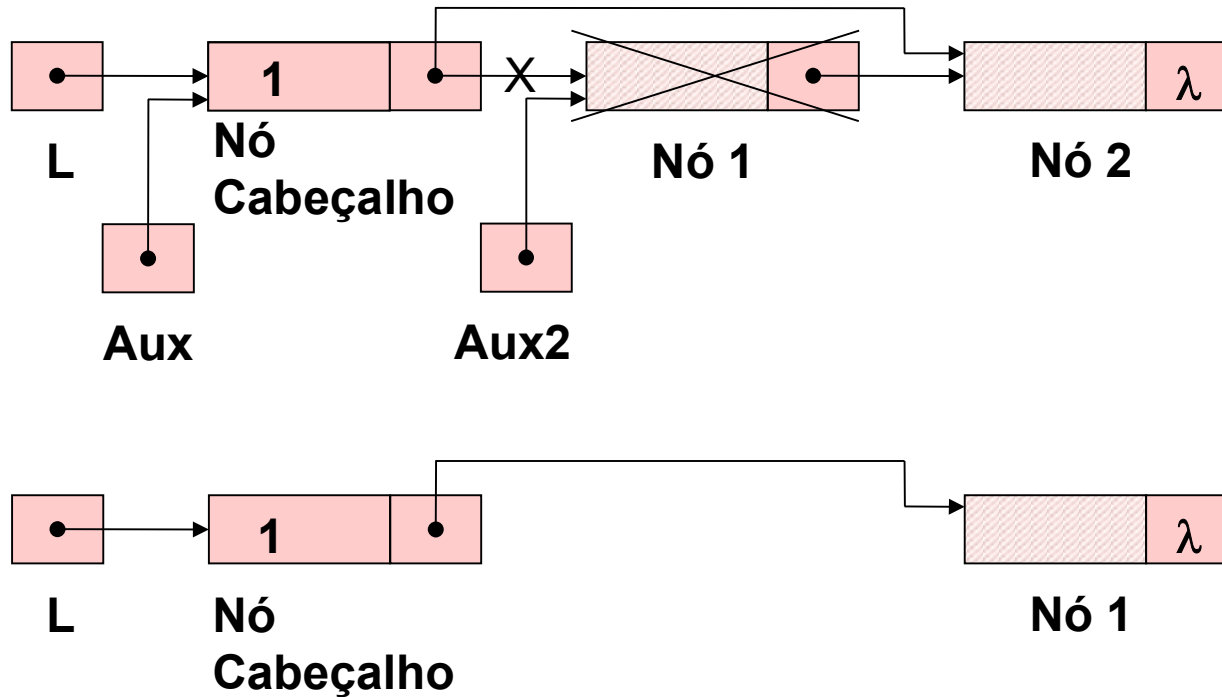 1
X
λ
L
Nó
Cabeçalho
Nó 1
Nó 2
Aux
Aux2
1
λ
L
Nó
Cabeçalho
Nó 1